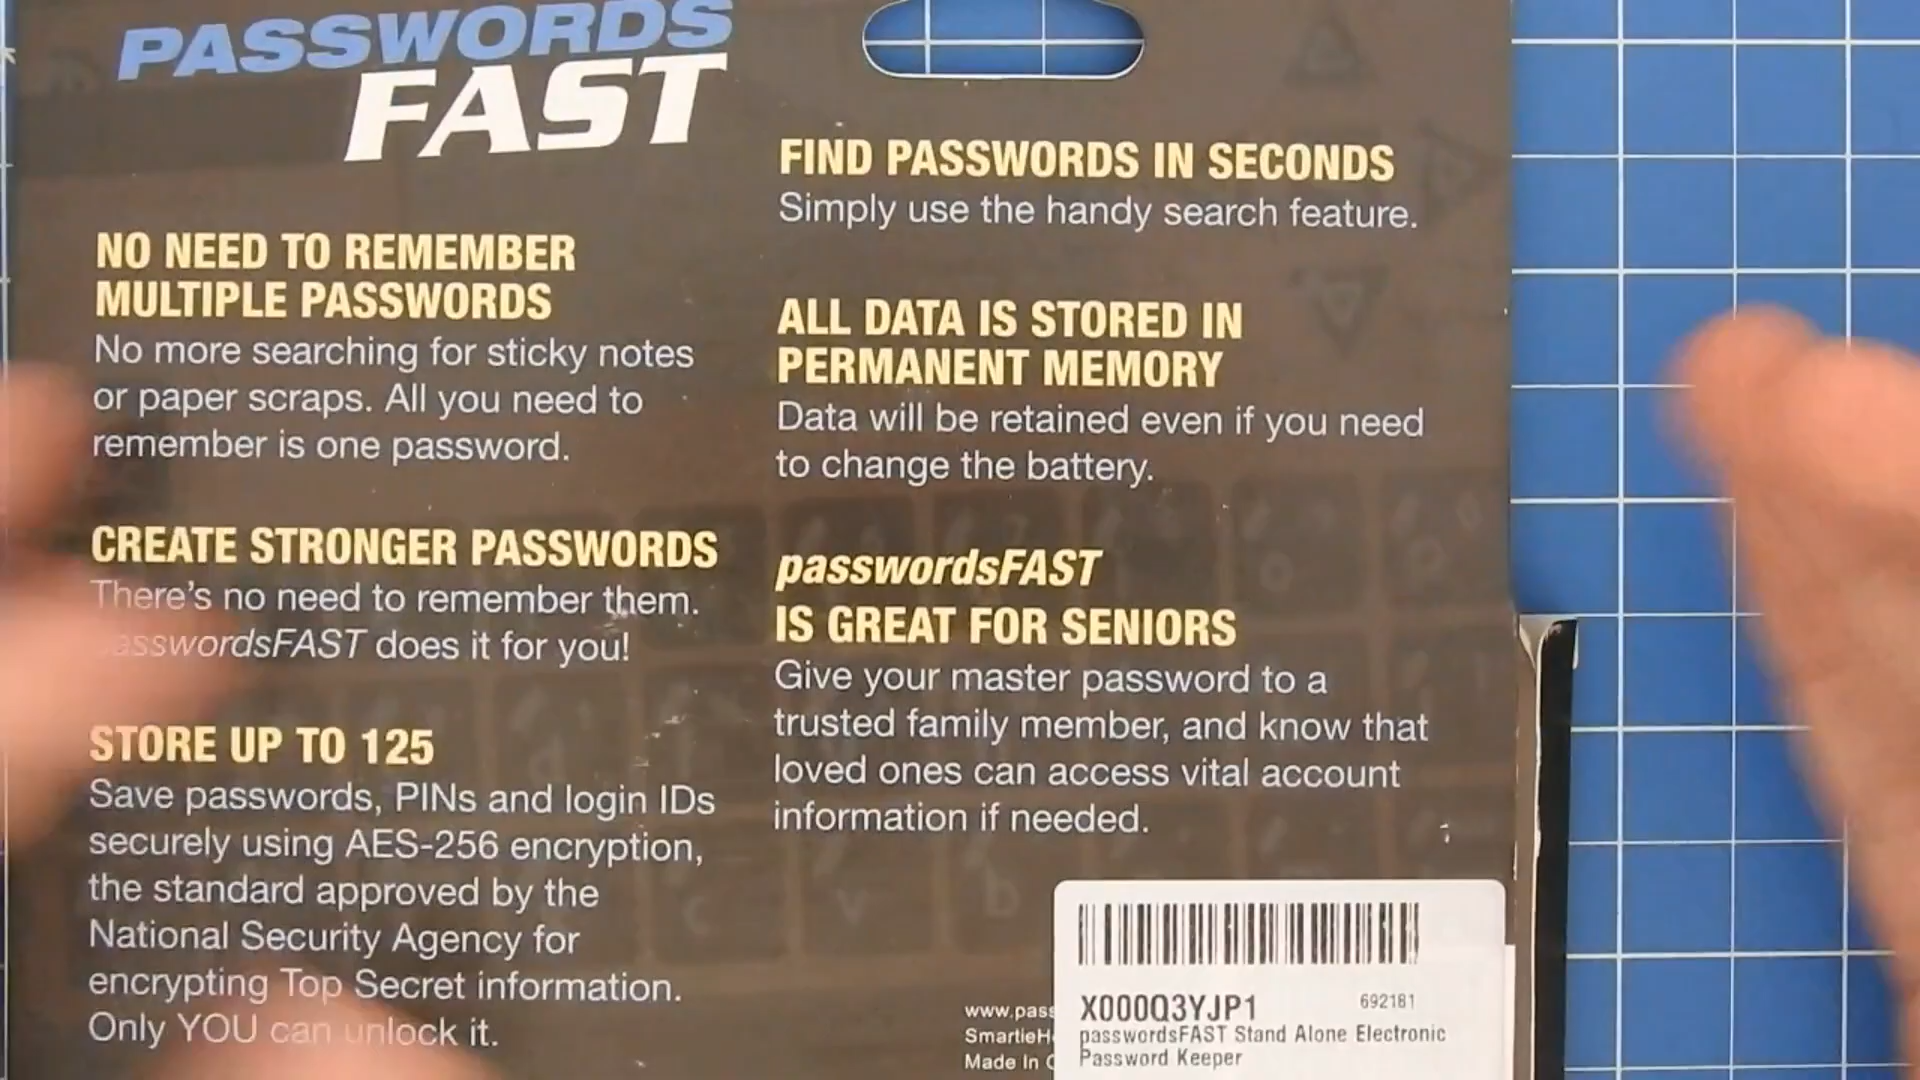 PASSWORDS
FAST
NO NEED TO REMEMBER
MULTIPLE PASSWORDS
No more searching for sticky notes
or paper scraps. All you need to
remember is one password.
CREATE STRONGER PASSWORDS
There's no need to remember them.
passwordsFAST does it for you!
STORE UP TO 125
Save passwords, PINs and login IDs
securely using AES-256 encryption,
the standard approved by the
National Security Agency for
encrypting Top Secret information.
Only YOU can unlock it.
FIND PASSWORDS IN SECONDS
Simply use the handy search feature.
ALL DATA IS STORED IN
PERMANENT MEMORY
Data will be retained even if you need
to change the battery.
passwordsFAST
IS GREAT FOR SENIORS
Give your master password to a
trusted family member, and know that
loved ones can access vital account
information if needed.
www.pass
SmartieH
Made In
X000Q3YJP1 692181
passwordsFAST Stand Alone Electronic
Password Keeper